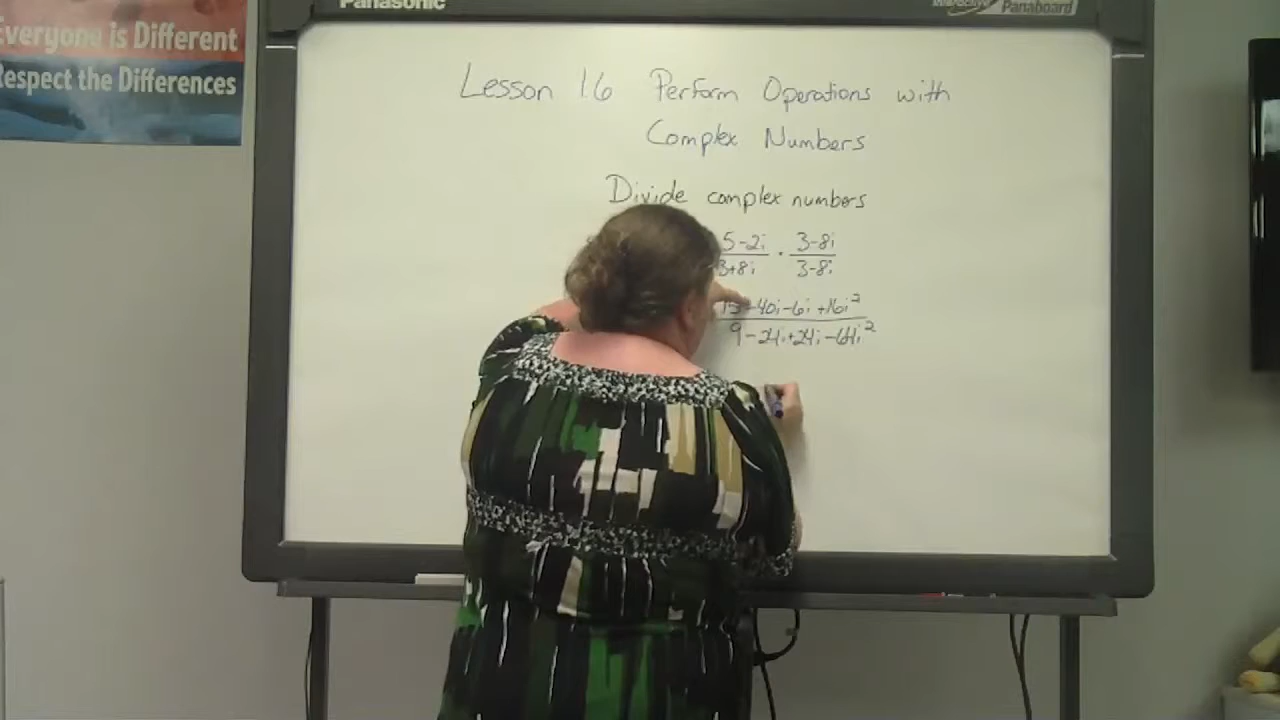 Panasonic
Panaboard
Everyone is Different
Respect the Differences
Lesson 1.6 Perform Operations with
Complex Numbers
Divide complex numbers
5-2i · 3-8i
3+8i 3-8i
15-40i-6i+16i²
9-24i+24i-64i²